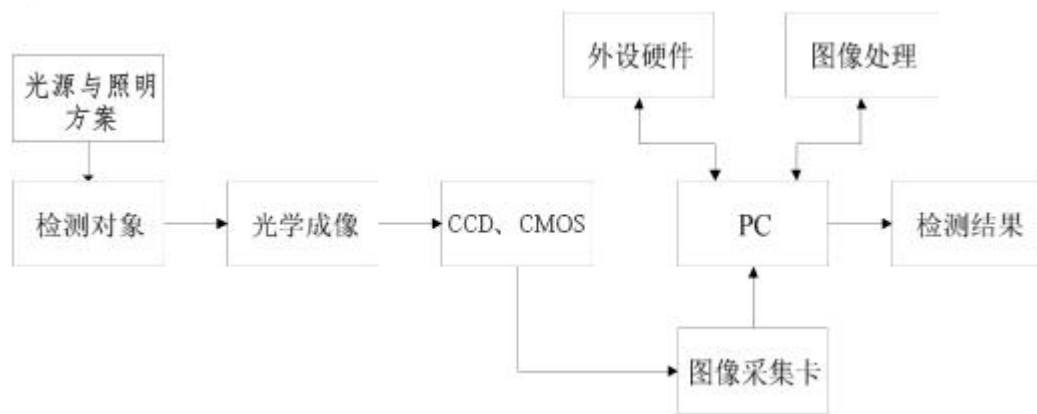 外设硬件
图像处理
光源与照明
方案
检测对象
光学成像
CCD、CMOS
PC
检测结果
图像采集卡